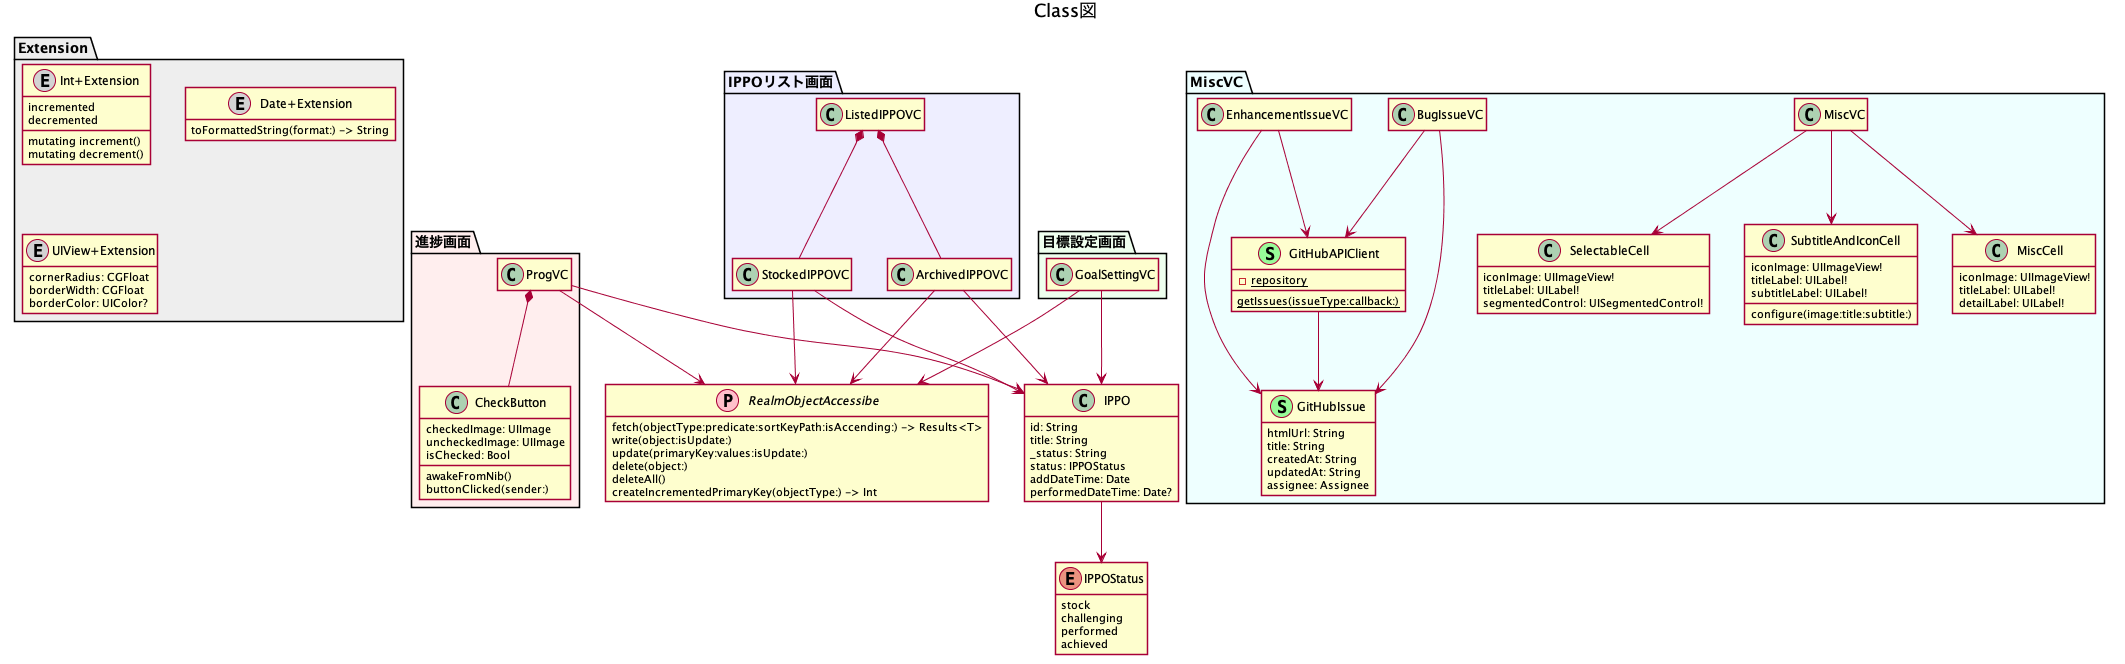 Class図
Extension
E Int+Extension
incremented
decremented
mutating increment()
mutating decrement()
E Date+Extension
toFormattedString(format:) -> String
E UIView+Extension
cornerRadius: CGFloat
borderWidth: CGFloat
borderColor: UIColor?
進捗画面
C ProgVC
C CheckButton
checkedImage: UIImage
uncheckedImage: UIImage
isChecked: Bool
awakeFromNib()
buttonClicked(sender:)
IPPOリスト画面
C ListedIPPOVC
C StockedIPPOVC
C ArchivedIPPOVC
目標設定画面
C GoalSettingVC
P RealmObjectAccessibe
fetch(objectType:predicate:sortKeyPath:isAccending:) -> Results<T>
write(object:isUpdate:)
update(primaryKey:values:isUpdate:)
delete(object:)
deleteAll()
createIncrementedPrimaryKey(objectType:) -> Int
C IPPO
id: String
title: String
_status: String
status: IPPOStatus
addDateTime: Date
performedDateTime: Date?
E IPPOStatus
stock
challenging
performed
achieved
MiscVC
C EnhancementIssueVC
C BugIssueVC
C MiscVC
S GitHubAPIClient
repository
getIssues(issueType:callback:)
C SelectableCell
iconImage: UIImageView!
titleLabel: UILabel!
segmentedControl: UISegmentedControl!
C SubtitleAndIconCell
iconImage: UIImageView!
titleLabel: UILabel!
subtitleLabel: UILabel!
configure(image:title:subtitle:)
C MiscCell
iconImage: UIImageView!
titleLabel: UILabel!
detailLabel: UILabel!
S GitHubIssue
htmlUrl: String
title: String
createdAt: String
updatedAt: String
assignee: Assignee